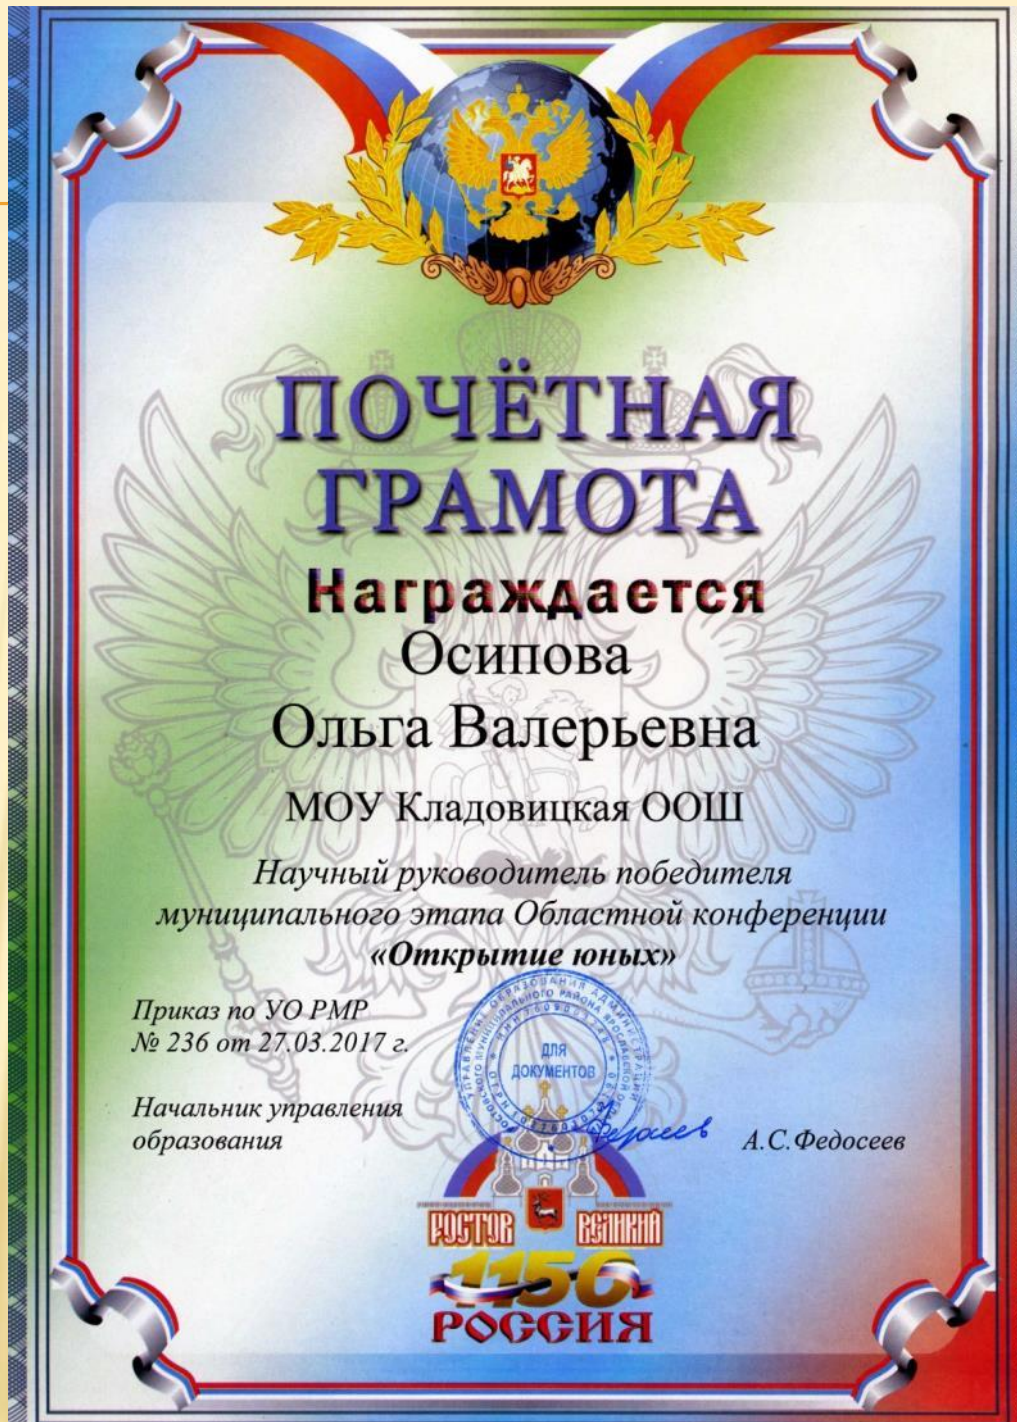 ПОЧЁТНАЯ
ГРАМОТА
Награждается
Осипова
Ольга Валерьевна
МОУ Кладовицкая ООШ
Научный руководитель победителя
муниципального этапа Областной конференции
«Открытие юных»
Приказ по УО РМР
№ 236 от 27.03.2017 г.
ДЛЯ
ДОКУМЕНТОВ
Начальник управления
образования
А.С.Федосеев
РОСТОВ ВЕЛИКИЙ
1150
РОССИЯ